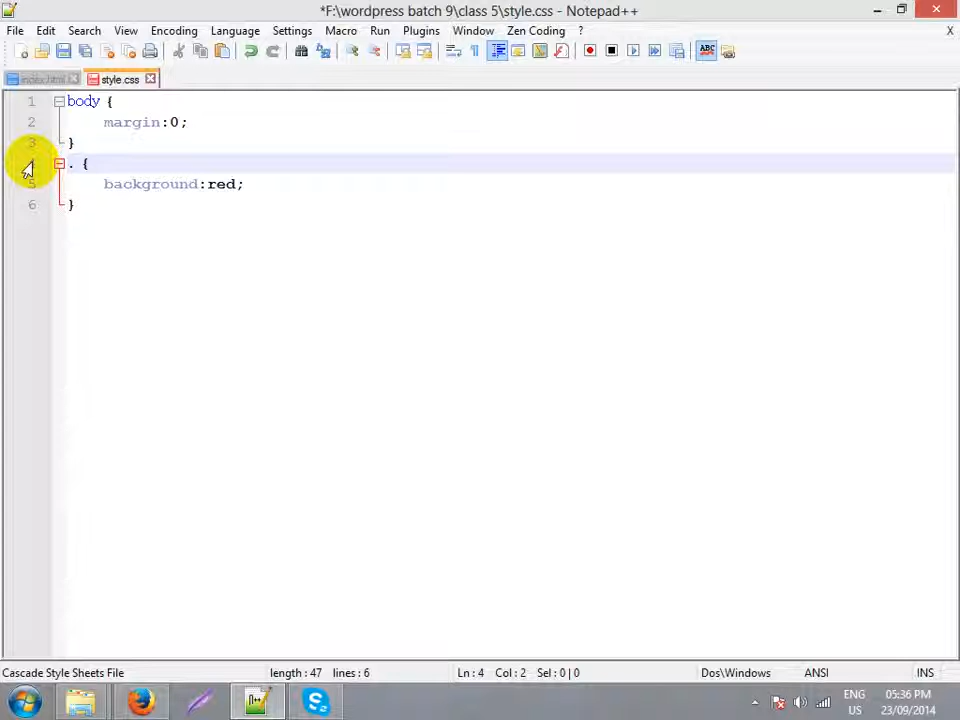 *F:\wordpress batch 9\class 5\style.css - Notepad++
File Edit Search View Encoding Language Settings Macro Run Plugins Window Zen Coding ? X
index.html style.css
1 body {
2 margin:0;
3 }
4 . {
5 background:red;
6 }
Cascade Style Sheets File length : 47 lines : 6 Ln : 4 Col : 2 Sel : 0 | 0 Dos\Windows ANSI INS
ENG 05:36 PM
US 23/09/2014